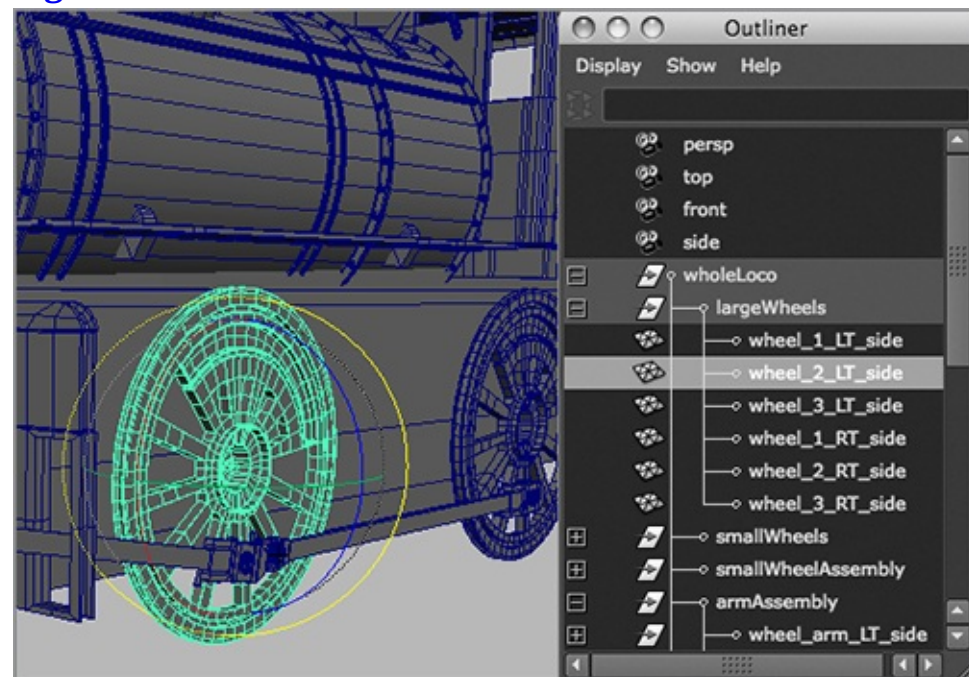 Outliner
Display Show Help
persp
top
front
side
wholeLoco
largeWheels
wheel_1_LT_side
wheel_2_LT_side
wheel_3_LT_side
wheel_1_RT_side
wheel_2_RT_side
wheel_3_RT_side
smallWheels
smallWheelAssembly
armAssembly
wheel_arm_LT_side